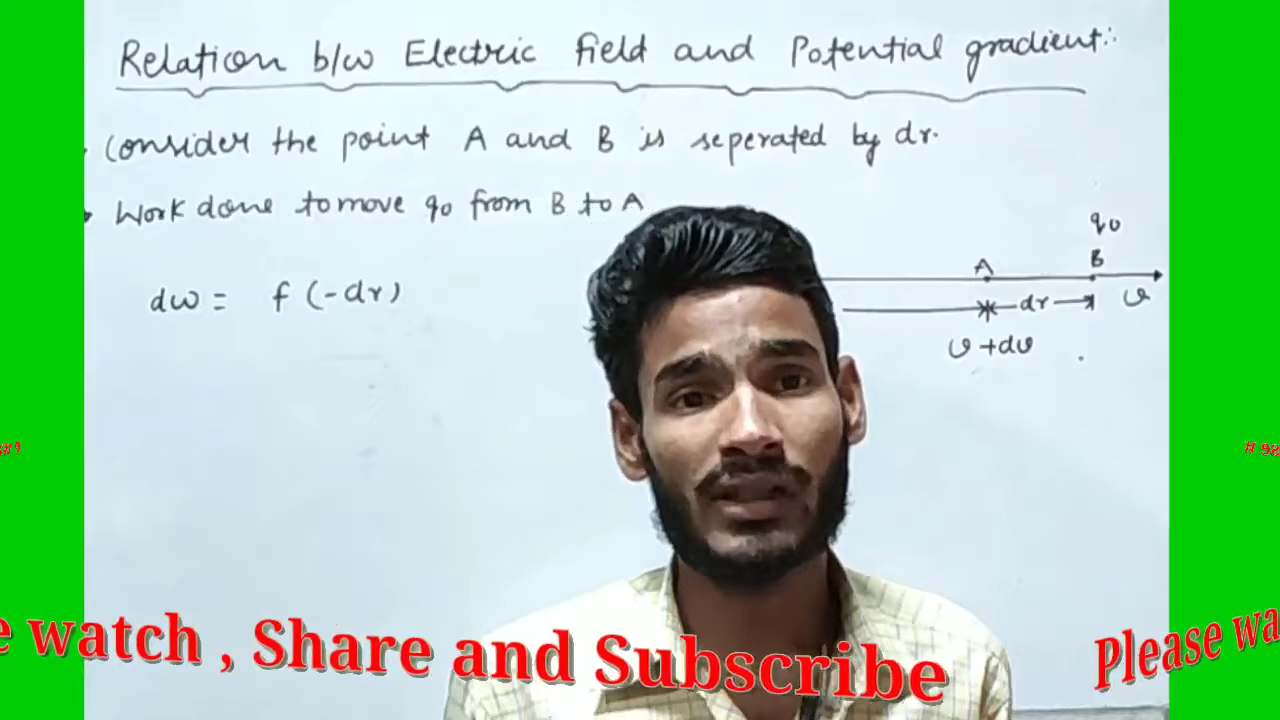 Relation b/w Electric field and Potential gradient:
Consider the point A and B is seperated by dr.
Work done to move q0 from B to A
q0
A B
dw = f (-dr)
dr v
v + dv
e watch , Share and Subscribe
Please wa